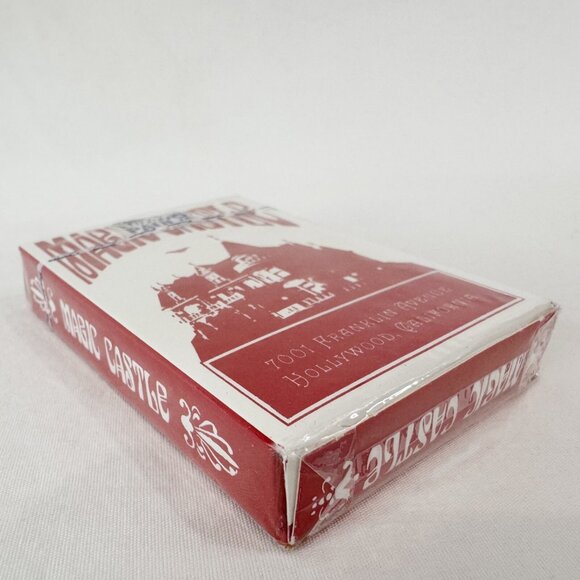 7001 Franklin Avenue
Hollywood, California
MAGIC CASTLE
MAGIC CASTLE